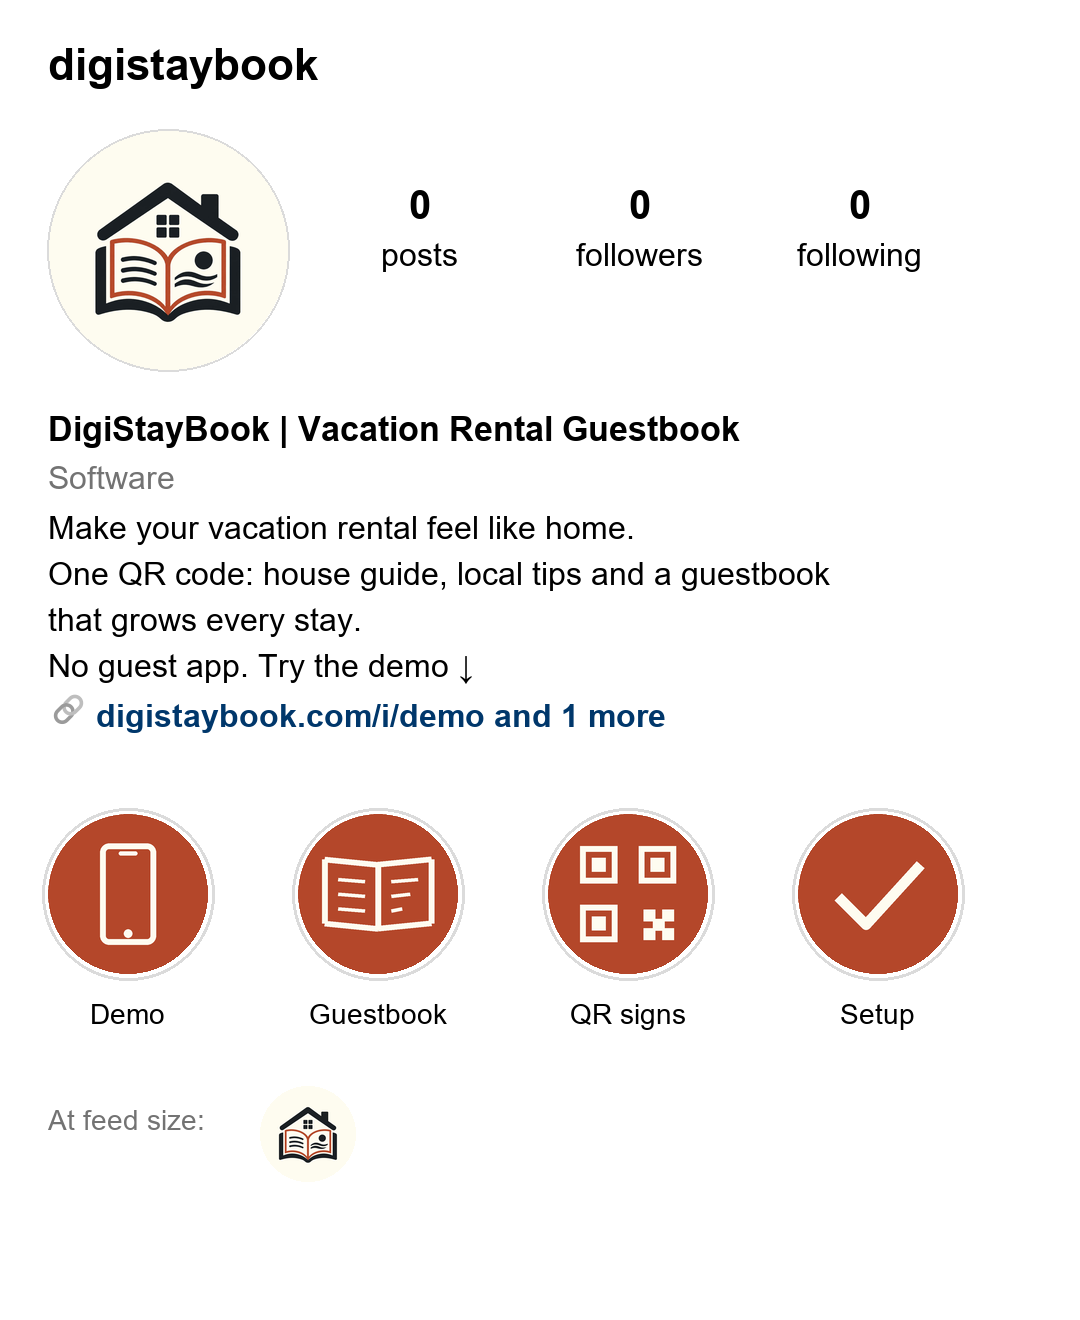 digistaybook
0 0 0
posts followers following
DigiStayBook | Vacation Rental Guestbook
Software
Make your vacation rental feel like home.
One QR code: house guide, local tips and a guestbook
that grows every stay.
No guest app. Try the demo ↓
digistaybook.com/i/demo and 1 more
Demo Guestbook QR signs Setup
At feed size: